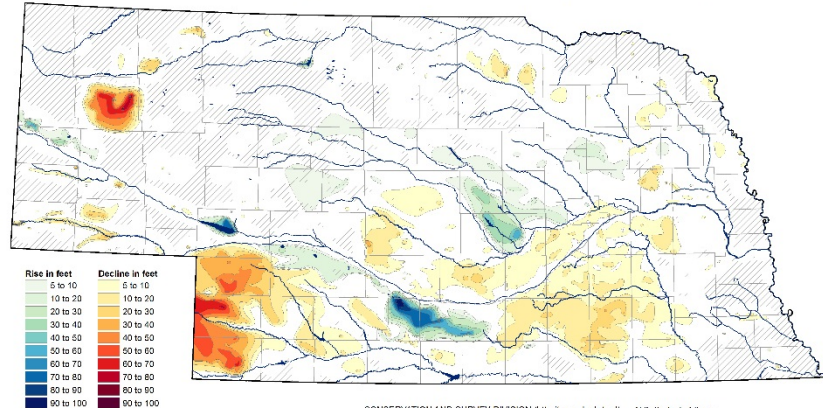 Rise in feet
5 to 10
10 to 20
20 to 30
30 to 40
40 to 50
50 to 60
60 to 70
70 to 80
80 to 90
90 to 100
Decline in feet
5 to 10
10 to 20
20 to 30
30 to 40
40 to 50
50 to 60
60 to 70
70 to 80
80 to 90
90 to 100
CONSERVATION AND SURVEY DIVISION